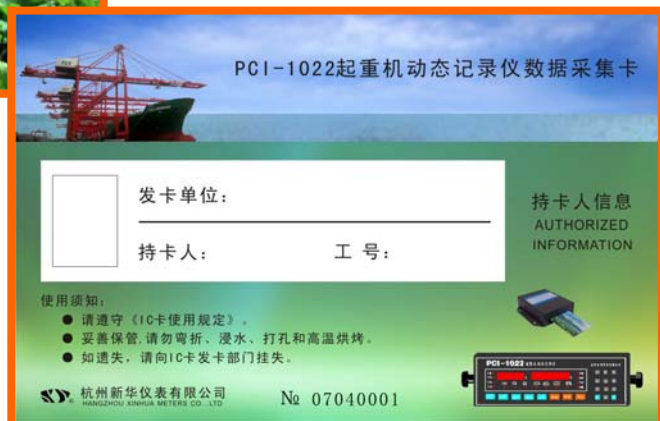 PCI-1022起重机动态记录仪数据采集卡
发卡单位:
持卡人:
工 号:
持卡人信息
AUTHORIZED
INFORMATION
使用须知:
● 请遵守《IC卡使用规定》。
● 妥善保管,请勿弯折、浸水、打孔和高温烘烤。
● 如遗失, 请向IC卡发卡部门挂失。
杭州新华仪表有限公司
HANGZHOU XINHUA METERS CO.,LTD
№ 07040001
PCI-1022